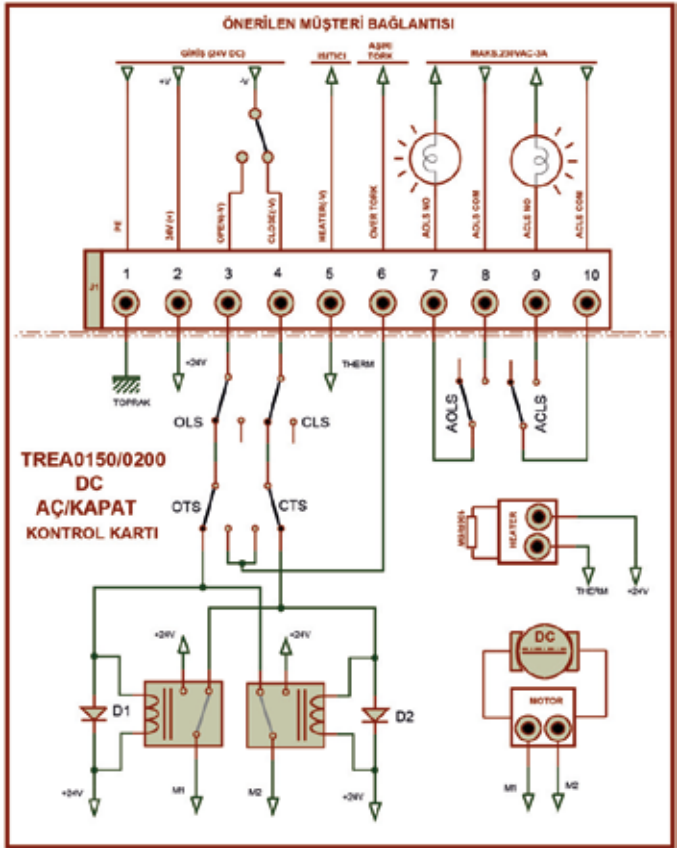 ÖNERİLEN MÜŞTERİ BAĞLANTISI
GİRİŞ (24V DC)
ISITICI
AŞIRI
TORK
MAKS.230VAC-3A
+V
-V
PE
24V (+)
OPEN(-V)
CLOSE(-V)
HEATER(-V)
OVER TORK
AOLS NO
AOLS COM
ACLS NO
ACLS COM
J1
1 2 3 4 5 6 7 8 9 10
TOPRAK
+24V
THERM
OLS
CLS
AOLS
ACLS
TREA0150/0200
DC
AÇ/KAPAT
KONTROL KARTI
OTS
CTS
HEATER
THERM
+24V
+24V
+24V
DC
MOTOR
D1
D2
+24V
M1
M2
+24V
M1
M2